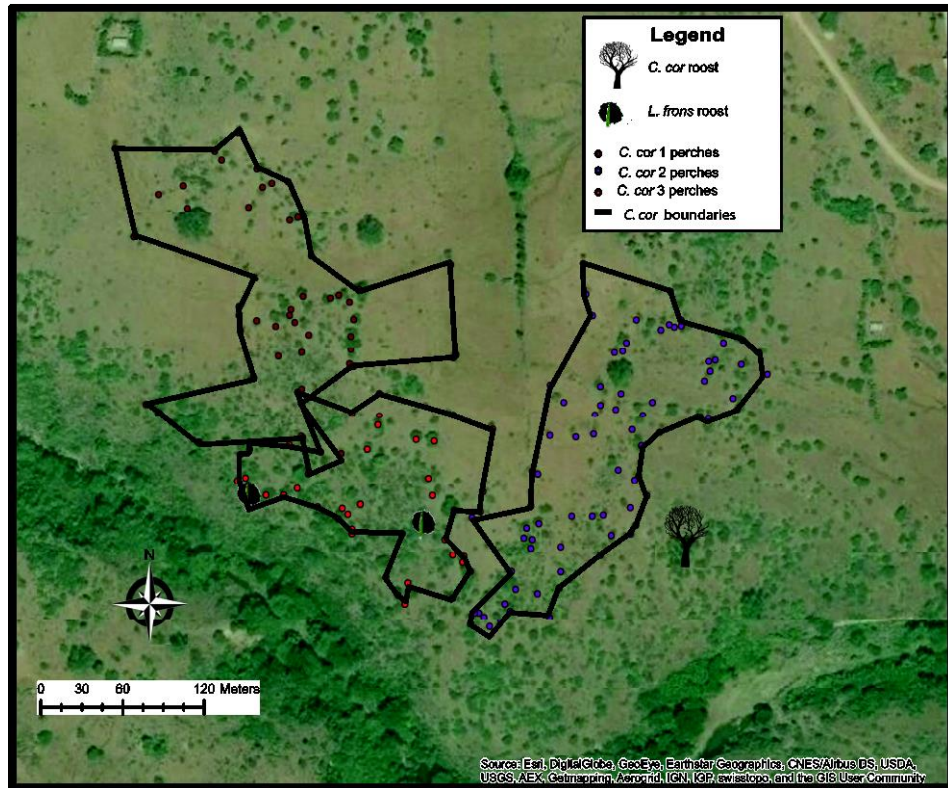 Legend
C. cor roost
L. frons roost
C. cor 1 perches
C. cor 2 perches
C. cor 3 perches
C. cor boundaries
N
0 30 60 120 Meters
Source: Esri, DigitalGlobe, GeoEye, Earthstar Geographics, CNES/Airbus DS, USDA,
USGS, AEX, Getmapping, Aerogrid, IGN, IGP, swisstopo, and the GIS User Community